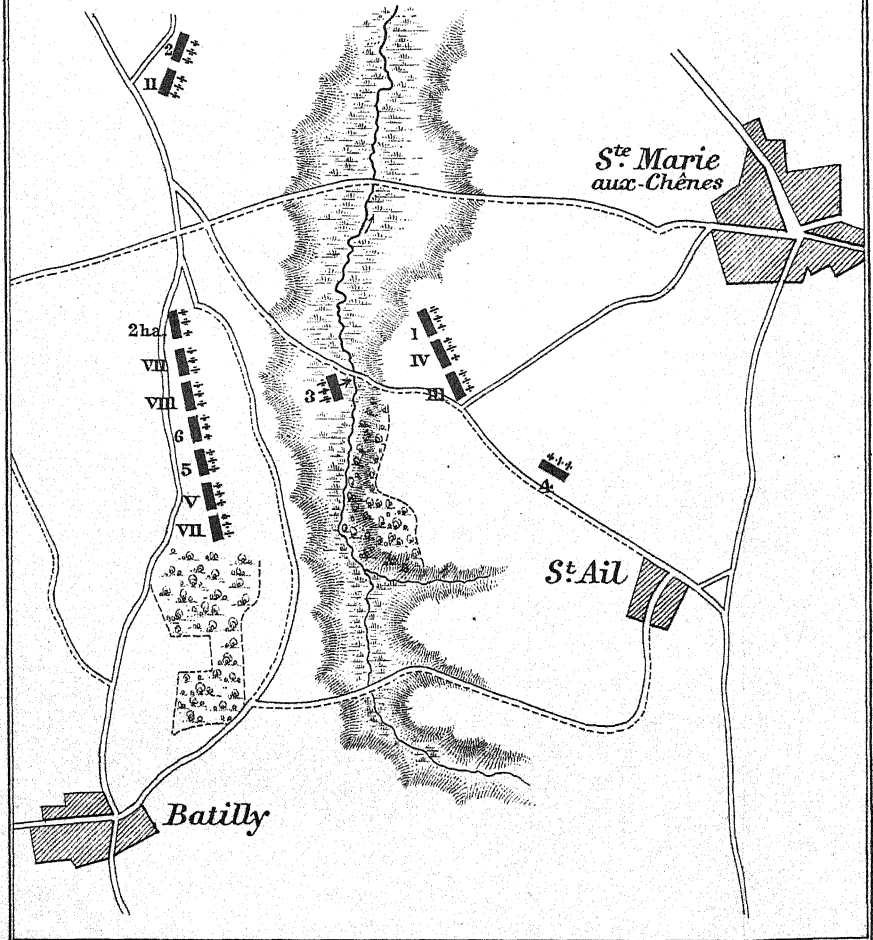 2
II
Ste. Marie
aux-Chênes
2ha.
VII
VIII
6
5
V
VII
I
IV
III
3
4
St. Ail
Batilly